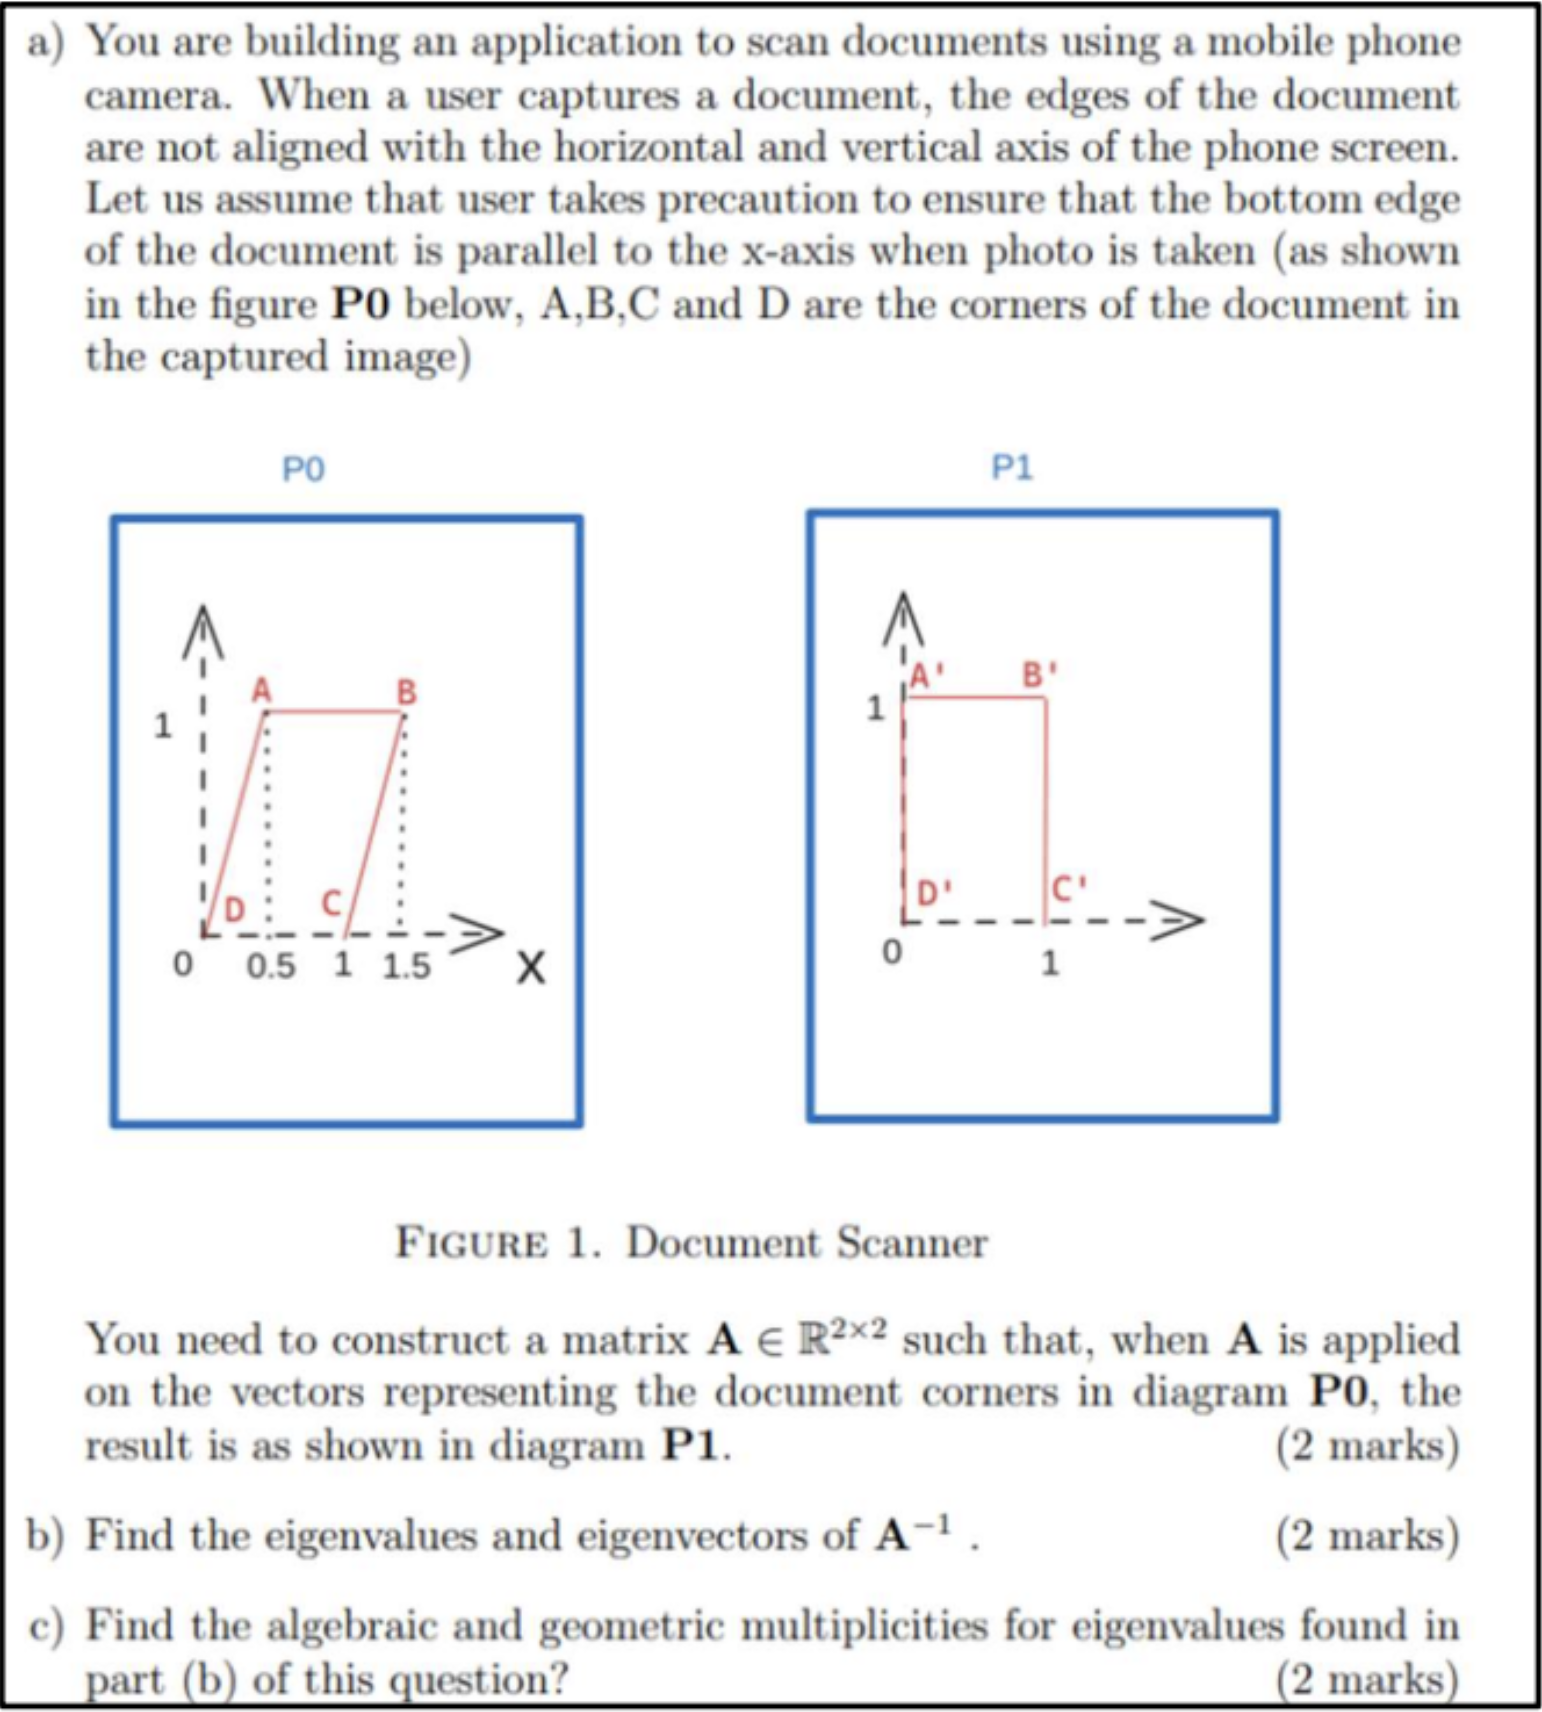 a) You are building an application to scan documents using a mobile phone
camera. When a user captures a document, the edges of the document
are not aligned with the horizontal and vertical axis of the phone screen.
Let us assume that user takes precaution to ensure that the bottom edge
of the document is parallel to the x-axis when photo is taken (as shown
in the figure P0 below, A,B,C and D are the corners of the document in
the captured image)
P0
P1
A B
1
D C
0 0.5 1 1.5 X
A' B'
1
D' C'
0 1
FIGURE 1. Document Scanner
You need to construct a matrix A ∈ ℝ²ˣ² such that, when A is applied
on the vectors representing the document corners in diagram P0, the
result is as shown in diagram P1. (2 marks)
b) Find the eigenvalues and eigenvectors of A⁻¹ . (2 marks)
c) Find the algebraic and geometric multiplicities for eigenvalues found in
part (b) of this question? (2 marks)